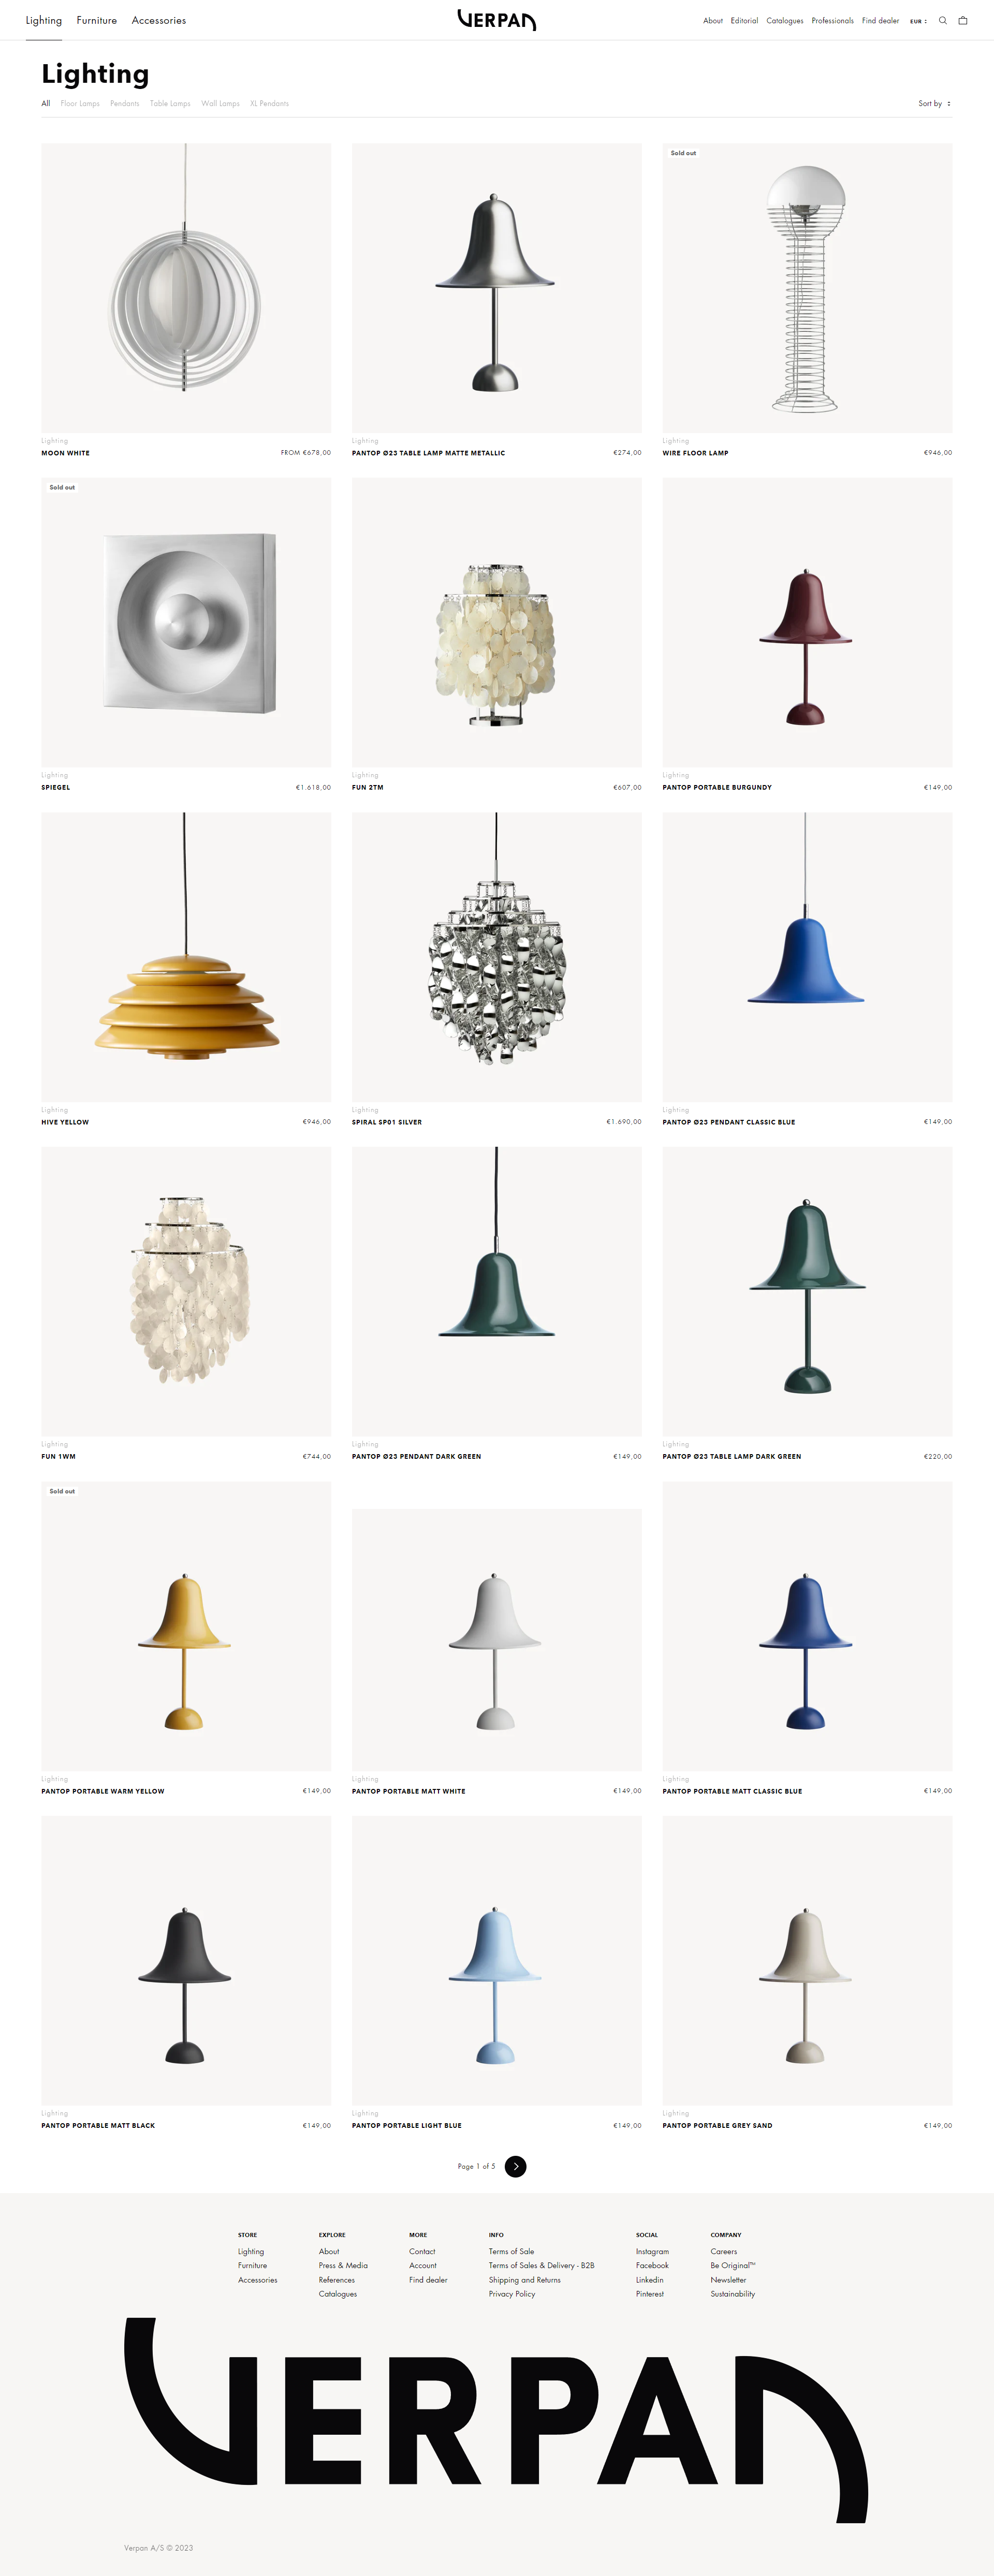 Lighting Furniture Accessories
VERPAN
About Editorial Catalogues Professionals Find dealer EUR
Lighting
All Floor Lamps Pendants Table Lamps Wall Lamps XL Pendants
Sort by
Sold out
Lighting
MOON WHITE FROM €678,00
Lighting
PANTOP Ø23 TABLE LAMP MATTE METALLIC €274,00
Lighting
WIRE FLOOR LAMP €946,00
Sold out
Lighting
SPIEGEL €1.618,00
Lighting
FUN 2TM €607,00
Lighting
PANTOP PORTABLE BURGUNDY €149,00
Lighting
HIVE YELLOW €946,00
Lighting
SPIRAL SP01 SILVER €1.690,00
Lighting
PANTOP Ø23 PENDANT CLASSIC BLUE €149,00
Lighting
FUN 1WM €744,00
Lighting
PANTOP Ø23 PENDANT DARK GREEN €149,00
Lighting
PANTOP Ø23 TABLE LAMP DARK GREEN €220,00
Sold out
Lighting
PANTOP PORTABLE WARM YELLOW €149,00
Lighting
PANTOP PORTABLE MATT WHITE €149,00
Lighting
PANTOP PORTABLE MATT CLASSIC BLUE €149,00
Lighting
PANTOP PORTABLE MATT BLACK €149,00
Lighting
PANTOP PORTABLE LIGHT BLUE €149,00
Lighting
PANTOP PORTABLE GREY SAND €149,00
Page 1 of 5
STORE
Lighting
Furniture
Accessories
EXPLORE
About
Press & Media
References
Catalogues
MORE
Contact
Account
Find dealer
INFO
Terms of Sale
Terms of Sales & Delivery - B2B
Shipping and Returns
Privacy Policy
SOCIAL
Instagram
Facebook
Linkedin
Pinterest
COMPANY
Careers
Be Original™
Newsletter
Sustainability
VERPAN
Verpan A/S © 2023